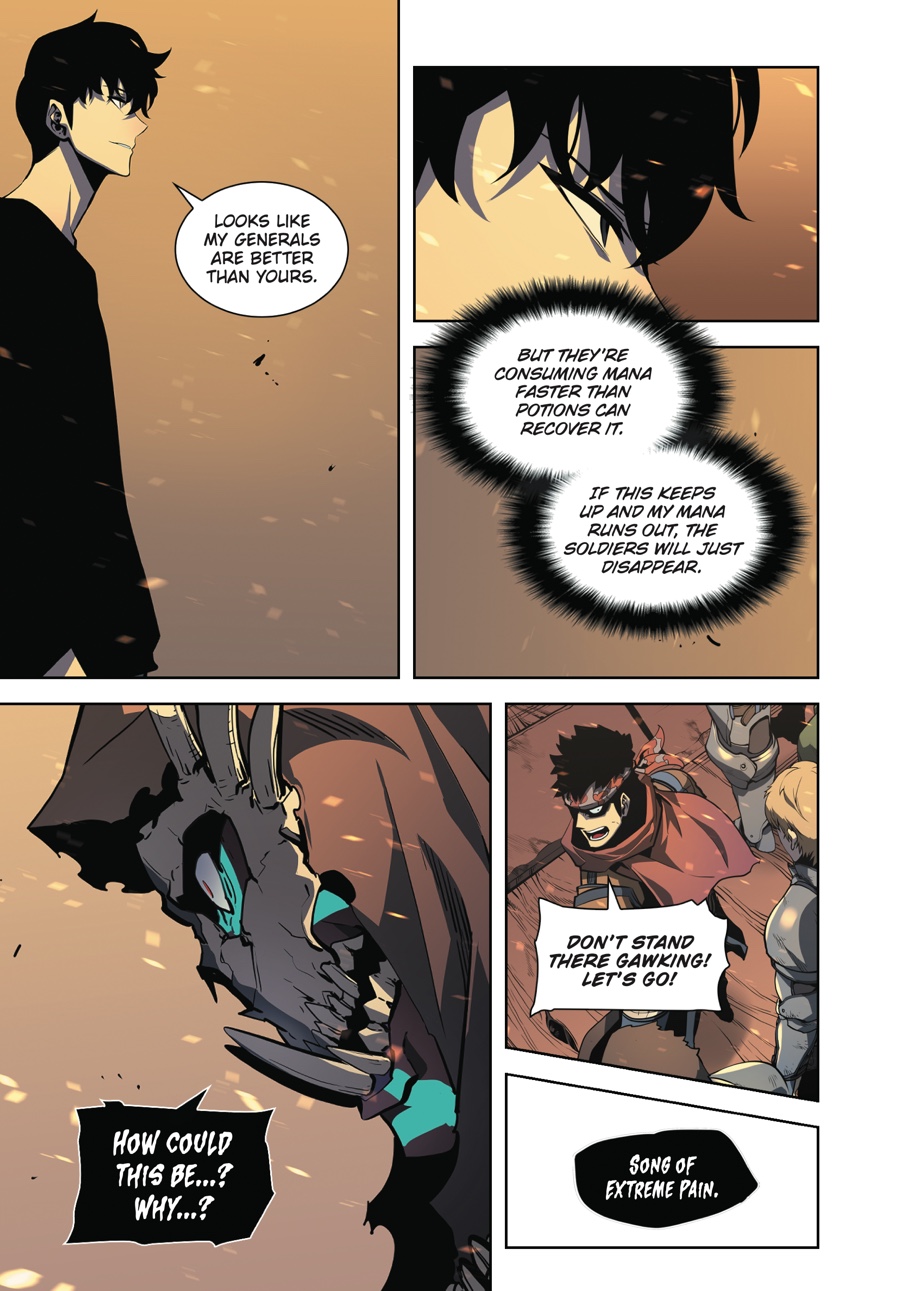 LOOKS LIKE
MY GENERALS
ARE BETTER
THAN YOURS.
BUT THEY'RE
CONSUMING MANA
FASTER THAN
POTIONS CAN
RECOVER IT.
IF THIS KEEPS
UP AND MY MANA
RUNS OUT, THE
SOLDIERS WILL JUST
DISAPPEAR.
HOW COULD
THIS BE...?
WHY...?
DON'T STAND
THERE GAWKING!
LET'S GO!
SONG OF
EXTREME PAIN.